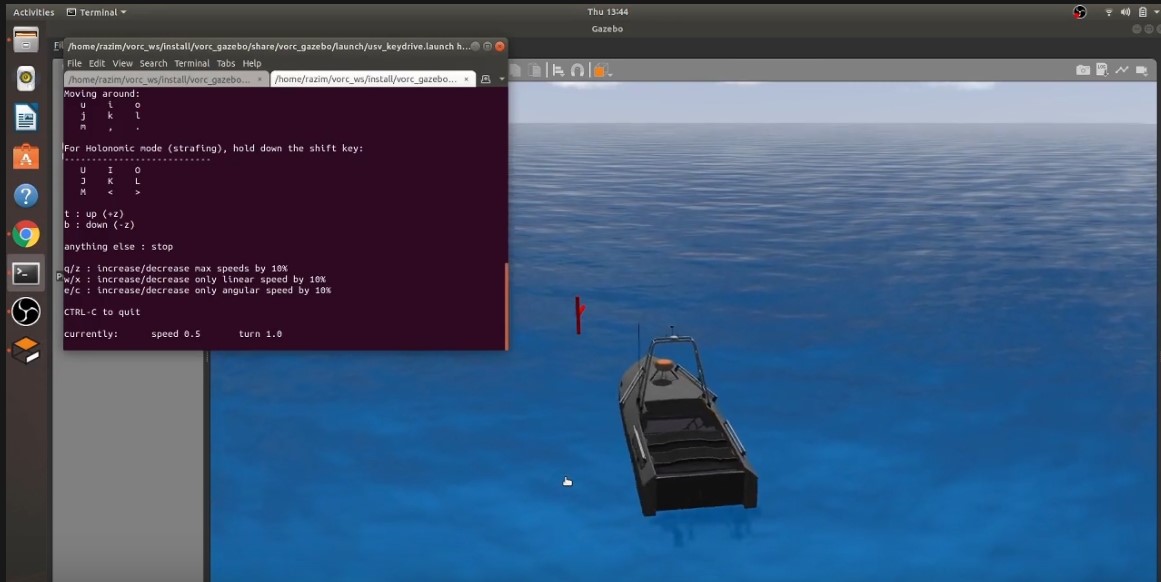 Activities
Terminal
Thu 13:44
Gazebo
/home/razim/vorc_ws/install/vorc_gazebo/share/vorc_gazebo/launch/usv_keydrive.launch h...
File Edit View Search Terminal Tabs Help
/home/razim/vorc_ws/install/vorc_gazebo... × /home/razim/vorc_ws/install/vorc_gazebo... ×
Moving around:
u i o
j k l
m , .
For Holonomic mode (strafing), hold down the shift key:
---------------------------
U I O
J K L
M < >
t : up (+z)
b : down (-z)
anything else : stop
q/z : increase/decrease max speeds by 10%
w/x : increase/decrease only linear speed by 10%
e/c : increase/decrease only angular speed by 10%
CTRL-C to quit
currently: speed 0.5 turn 1.0